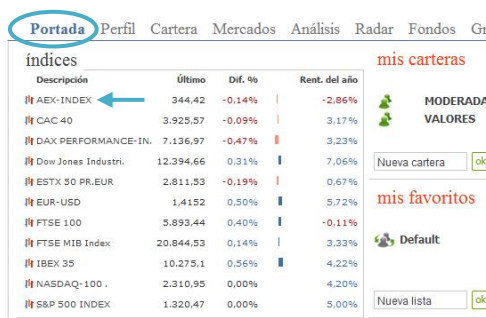 Portada Perfil Cartera Mercados Análisis Radar Fondos
índices
Descripción Último Dif. % Rent. del año
AEX-INDEX 344,42 -0,14% -2,86%
CAC 40 3.925,57 -0,09% 3,17%
DAX PERFORMANCE-IN. 7.136,97 -0,47% 3,23%
Dow Jones Industri. 12.394,66 0,31% 7,06%
ESTX 50 PR.EUR 2.811,53 -0,19% 0,67%
EUR-USD 1,4152 0,50% 5,72%
FTSE 100 5.893,44 0,40% -0,11%
FTSE MIB Index 20.844,53 0,14% 3,33%
IBEX 35 10.275,1 0,56% 4,22%
NASDAQ-100 . 2.310,95 0,00% 4,20%
S&P 500 INDEX 1.320,47 0,00% 5,00%
mis carteras
MODERADA
VALORES
Nueva cartera ok
mis favoritos
Default
Nueva lista ok